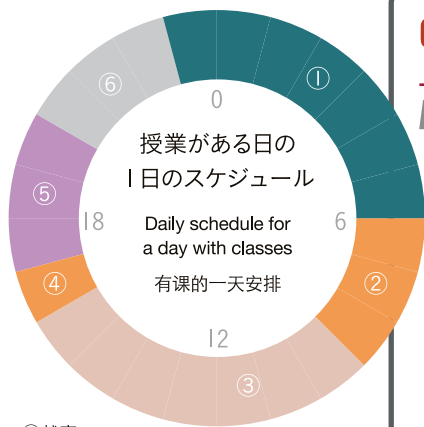 ⑥
①
0
授業がある日の
1日のスケジュール
⑤
18
6
Daily schedule for
a day with classes
②
④
有课的一天安排
12
③